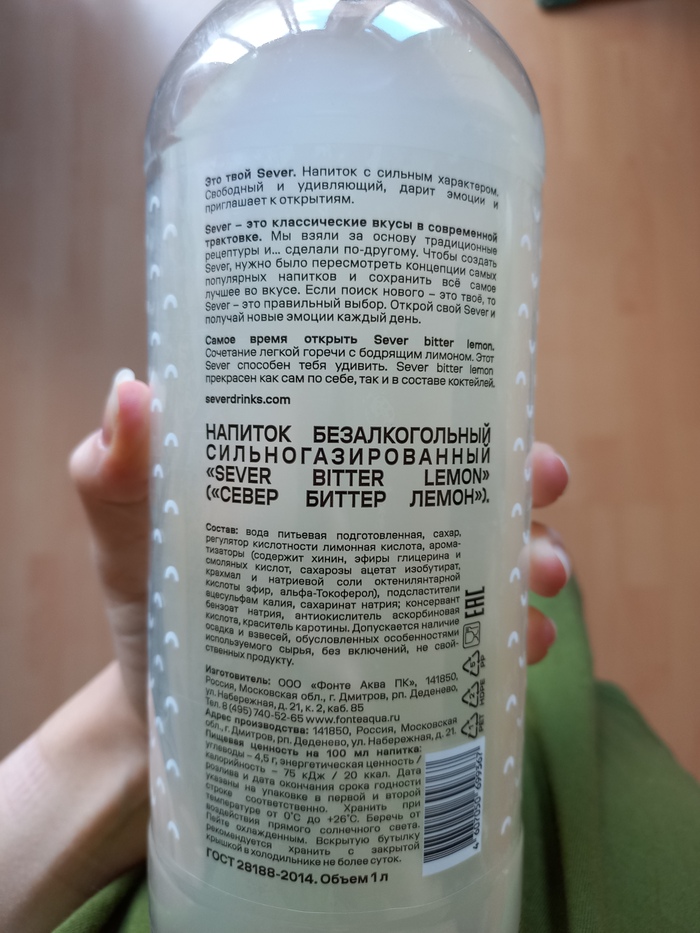 Это твой Sever. Напиток с сильным характером.
Свободный и удивляющий, дарит эмоции и
приглашает к открытиям.
Sever – это классические вкусы в современной
трактовке. Мы взяли за основу традиционные
рецептуры и... сделали по-другому. Чтобы создать
Sever, нужно было пересмотреть концепции самых
популярных напитков и сохранить всё самое
лучшее во вкусе. Если поиск нового – это твоё, то
Sever – это правильный выбор. Открой свой Sever и
получай новые эмоции каждый день.
Самое время открыть Sever bitter lemon.
Сочетание легкой горечи с бодрящим лимоном. Этот
Sever способен тебя удивить. Sever bitter lemon
прекрасен как сам по себе, так и в составе коктейлей.
severdrinks.com
НАПИТОК БЕЗАЛКОГОЛЬНЫЙ
СИЛЬНОГАЗИРОВАННЫЙ
«SEVER BITTER LEMON»
(«СЕВЕР БИТТЕР ЛЕМОН»).
Состав: вода питьевая подготовленная, сахар,
регулятор кислотности лимонная кислота, арома-
тизаторы (содержит хинин, эфиры глицерина и
смоляных кислот, сахарозы ацетат изобутират,
крахмал и натриевой соли октенилянтарной
кислоты эфир, альфа-Токоферол), подсластители
ацесульфам калия, сахаринат натрия; консервант
бензоат натрия, антиокислитель аскорбиновая
кислота, краситель каротины. Допускается наличие
осадка и взвесей, обусловленных особенностями
используемого сырья, без включений, не свой-
ственных продукту.
EAC
Изготовитель: ООО «Фонте Аква ПК», 141850,
Россия, Московская обл., г. Дмитров, рп. Деденево,
ул. Набережная, д. 21, к. 2, каб. 85
Тел. 8 (495) 740-52-65 www.fonteaqua.ru
Адрес производства: 141850, Россия, Московская
обл., г. Дмитров, рп. Деденево, ул. Набережная, д. 21.
5 PP
2 HDPE
1 PET
Пищевая ценность на 100 мл напитка:
углеводы – 4,5 г, энергетическая ценность /
калорийность – 75 кДж / 20 ккал. Дата
розлива и дата окончания срока годности
указаны на упаковке в первой и второй
строке соответственно. Хранить при
температуре от 0°С до +26°С. Беречь от
воздействия прямого солнечного света.
Пейте охлажденным. Вскрытую бутылку
рекомендуется хранить с закрытой
крышкой в холодильнике не более суток.
ГОСТ 28188-2014. Объем 1 л